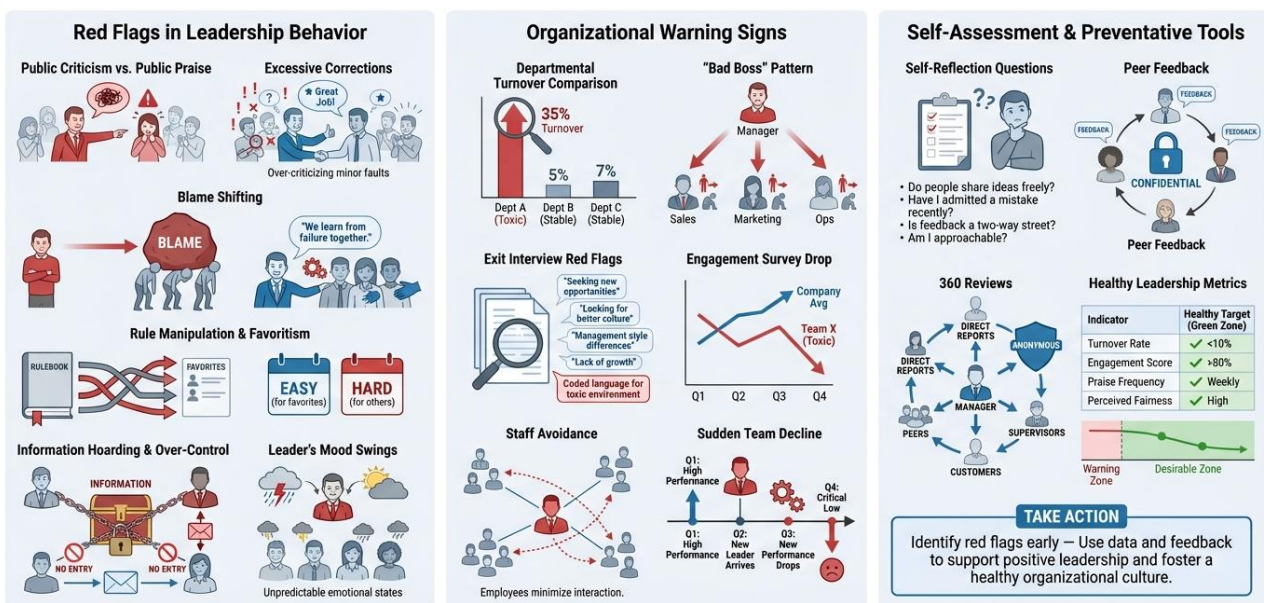 Red Flags in Leadership Behavior
Public Criticism vs. Public Praise
Excessive Corrections
Great
Job!
Over-criticizing minor faults
Blame Shifting
BLAME
"We learn from
failure together."
Rule Manipulation & Favoritism
RULEBOOK
FAVORITES
EASY
(for favorites)
HARD
(for others)
Information Hoarding & Over-Control
INFORMATION
NO ENTRY
NO ERTRY
Leader's Mood Swings
Unpredictable emotional states
Organizational Warning Signs
Departmental
Turnover Comparison
35%
Turnover
5%
7%
Dept A
(Toxic)
Dept B
(Stable)
Dept C
(Stable)
"Bad Boss" Pattern
Manager
Sales
Marketing
Ops
Exit Interview Red Flags
"Seeking new
opportunities"
"Looking for
beiter colture"
"Management style
differences"
"Lack of growth"
Coded language for
toxic environment
Engagement Survey Drop
Company
Avg
Team X
(Toxic)
Q1
Q2
Q3
Q4
Staff Avoidance
Employees minimize interaction.
Sudden Team Decline
Q1:
High
Perfennance
Q4:
Critical
Low
Q1:
High
Performance
Q2:
New
Leader
Arrives
Q3:
New
Performance
Drops
Self-Assessment & Preventative Tools
Self-Reflection Questions
??
• Do people share ideas freely?
• Have I admitted a mistake
recently?
• Is feedback a two-way street?
• Am I approachable?
Peer Feedback
FEEDBACK
FEEDBACK
FEEDBACK
CONFIDENTIAL
Peer Feedback
360 Reviews
DIRECT
REPORTS
ANONYMOUS
DIRECT
REPORTS
MANAGER
PEERS
SUPERVISORS
CUSTOMERS
Healthy Leadership Metrics
Indicator
Healthy Target
(Green Zone)
Turnover Rate
<10%
Engagement Score
>80%
Praise Frequency
Weekly
Perceived Fairness
High
Warning
Zone
Desirable Zone
TAKE ACTION
Identify red flags early — Use data and feedback
to support positive leadership and foster a
healthy organizational culture.